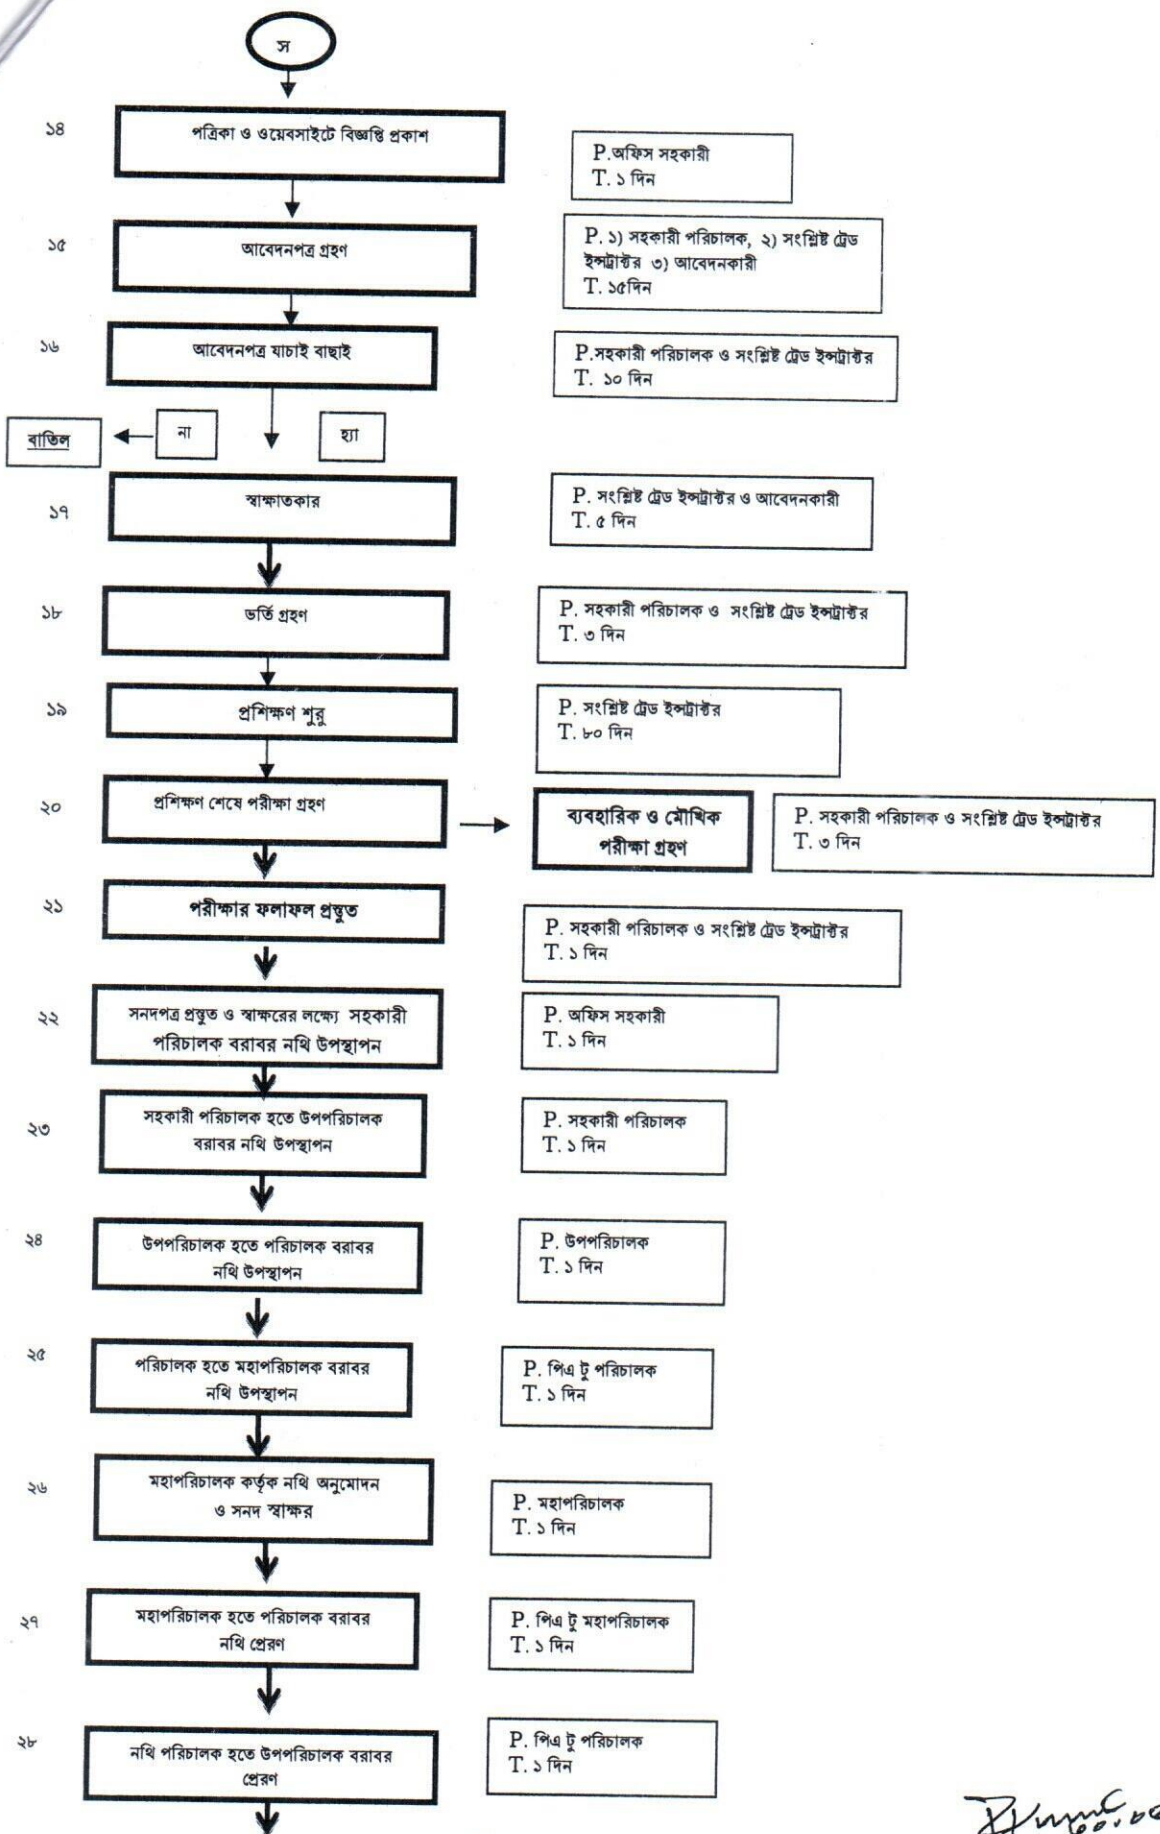 স
১৪
পত্রিকা ও ওয়েবসাইটে বিজ্ঞপ্তি প্রকাশ
P.অফিস সহকারী
T. ১ দিন
১৫
আবেদনপত্র গ্রহণ
P. ১) সহকারী পরিচালক, ২) সংশ্লিষ্ট ট্রেড
ইন্সট্রাক্টর ৩) আবেদনকারী
T. ১৫দিন
১৬
আবেদনপত্র যাচাই বাছাই
P.সহকারী পরিচালক ও সংশ্লিষ্ট ট্রেড ইন্সট্রাক্টর
T. ১০ দিন
বাতিল
না
হ্যা
১৭
স্বাক্ষাতকার
P. সংশ্লিষ্ট ট্রেড ইন্সট্রাক্টর ও আবেদনকারী
T. ৫ দিন
১৮
ভর্তি গ্রহণ
P. সহকারী পরিচালক ও সংশ্লিষ্ট ট্রেড ইন্সট্রাক্টর
T. ৩ দিন
১৯
প্রশিক্ষণ শুরু
P. সংশ্লিষ্ট ট্রেড ইন্সট্রাক্টর
T. ৮০ দিন
২০
প্রশিক্ষণ শেষে পরীক্ষা গ্রহণ
ব্যবহারিক ও মৌখিক
পরীক্ষা গ্রহণ
P. সহকারী পরিচালক ও সংশ্লিষ্ট ট্রেড ইন্সট্রাক্টর
T. ৩ দিন
২১
পরীক্ষার ফলাফল প্রস্তুত
P. সহকারী পরিচালক ও সংশ্লিষ্ট ট্রেড ইন্সট্রাক্টর
T. ১ দিন
২২
সনদপত্র প্রস্তুত ও স্বাক্ষরের লক্ষ্যে সহকারী
পরিচালক বরাবর নথি উপস্থাপন
P. অফিস সহকারী
T. ১ দিন
২৩
সহকারী পরিচালক হতে উপপরিচালক
বরাবর নথি উপস্থাপন
P. সহকারী পরিচালক
T. ১ দিন
২৪
উপপরিচালক হতে পরিচালক বরাবর
নথি উপস্থাপন
P. উপপরিচালক
T. ১ দিন
২৫
পরিচালক হতে মহাপরিচালক বরাবর
নথি উপস্থাপন
P. পিএ টু পরিচালক
T. ১ দিন
২৬
মহাপরিচালক কর্তৃক নথি অনুমোদন
ও সনদ স্বাক্ষর
P. মহাপরিচালক
T. ১ দিন
২৭
মহাপরিচালক হতে পরিচালক বরাবর
নথি প্রেরণ
P. পিএ টু মহাপরিচালক
T. ১ দিন
২৮
নথি পরিচালক হতে উপপরিচালক বরাবর
প্রেরণ
P. পিএ টু পরিচালক
T. ১ দিন